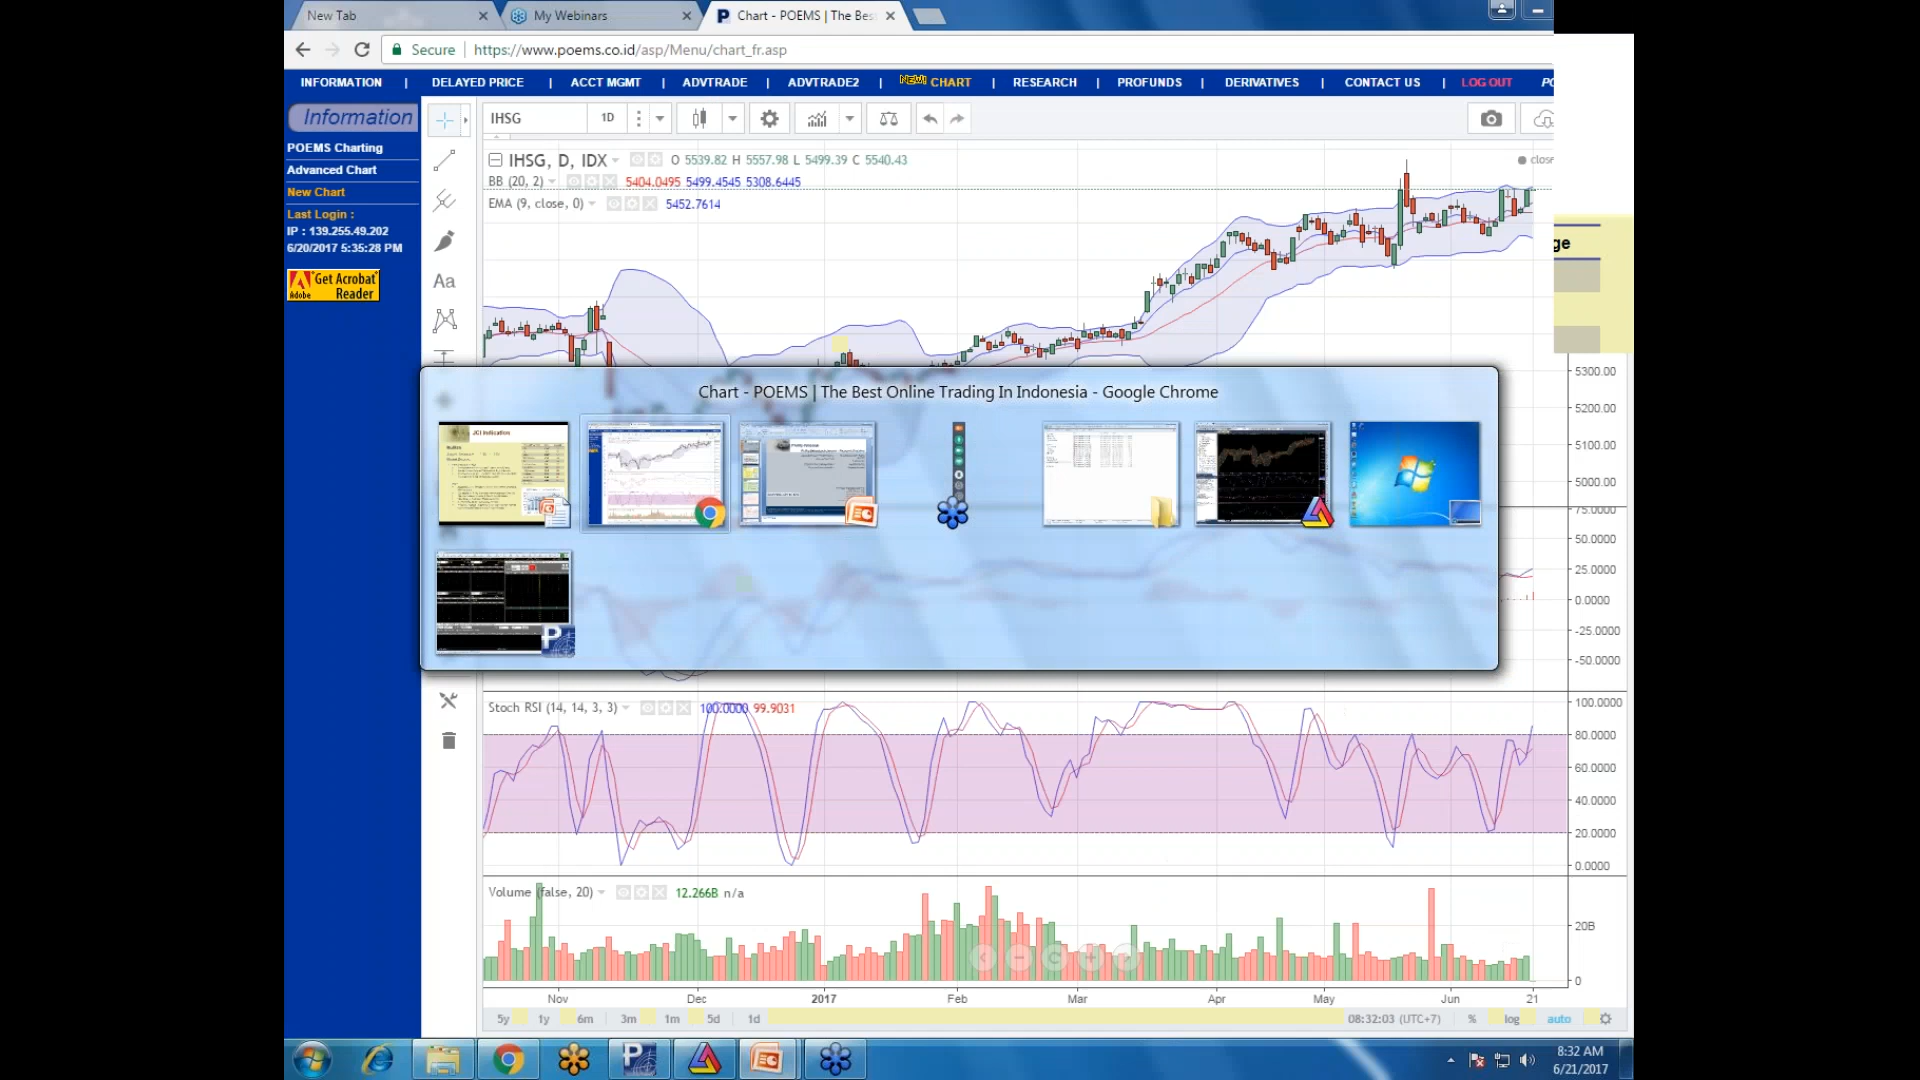 New Tab
My Webinars
Chart - POEMS | The Bes
Secure
https://www.poems.co.id/asp/Menu/chart_fr.asp
INFORMATION | DELAYED PRICE | ACCT MGMT | ADVTRADE | ADVTRADE2 | NEW! CHART | RESEARCH | PROFUNDS | DERIVATIVES | CONTACT US | LOG OUT
Information
POEMS Charting
Advanced Chart
New Chart
Last Login :
IP : 139.255.49.202
6/20/2017 5:35:28 PM
Get Acrobat
Adobe Reader
IHSG 1D
IHSG, D, IDX O 5539.82 H 5557.98 L 5499.39 C 5540.43
BB (20, 2) 5404.0495 5499.4545 5308.6445
EMA (9, close, 0) 5452.7614
Aa
ge
Chart - POEMS | The Best Online Trading In Indonesia - Google Chrome
JCI Indication
5300.00
5200.00
5100.00
5000.00
75.0000
50.0000
25.0000
0.0000
-25.0000
-50.0000
Stoch RSI (14, 14, 3, 3) 100.0000 99.9031
100.0000
80.0000
60.0000
40.0000
20.0000
0.0000
Volume (false, 20) 12.266B n/a
20B
0
Nov Dec 2017 Feb Mar Apr May Jun 21
5y 1y 6m 3m 1m 5d 1d
08:32:03 (UTC+7) % log auto
8:32 AM
6/21/2017